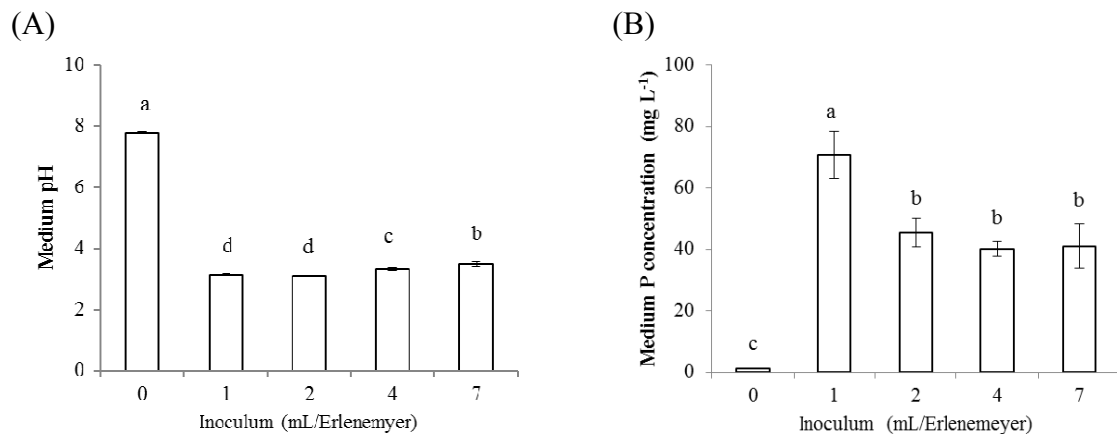 (A)
10
8
6
4
2
0
Medium pH
a
d
d
c
b
0 1 2 4 7
Inoculum (mL/Erlenemyer)
(B)
100
80
60
40
20
0
Medium P concentration (mg L⁻¹)
c
a
b
b
b
0 1 2 4 7
Inoculum (mL/Erlenemeyer)